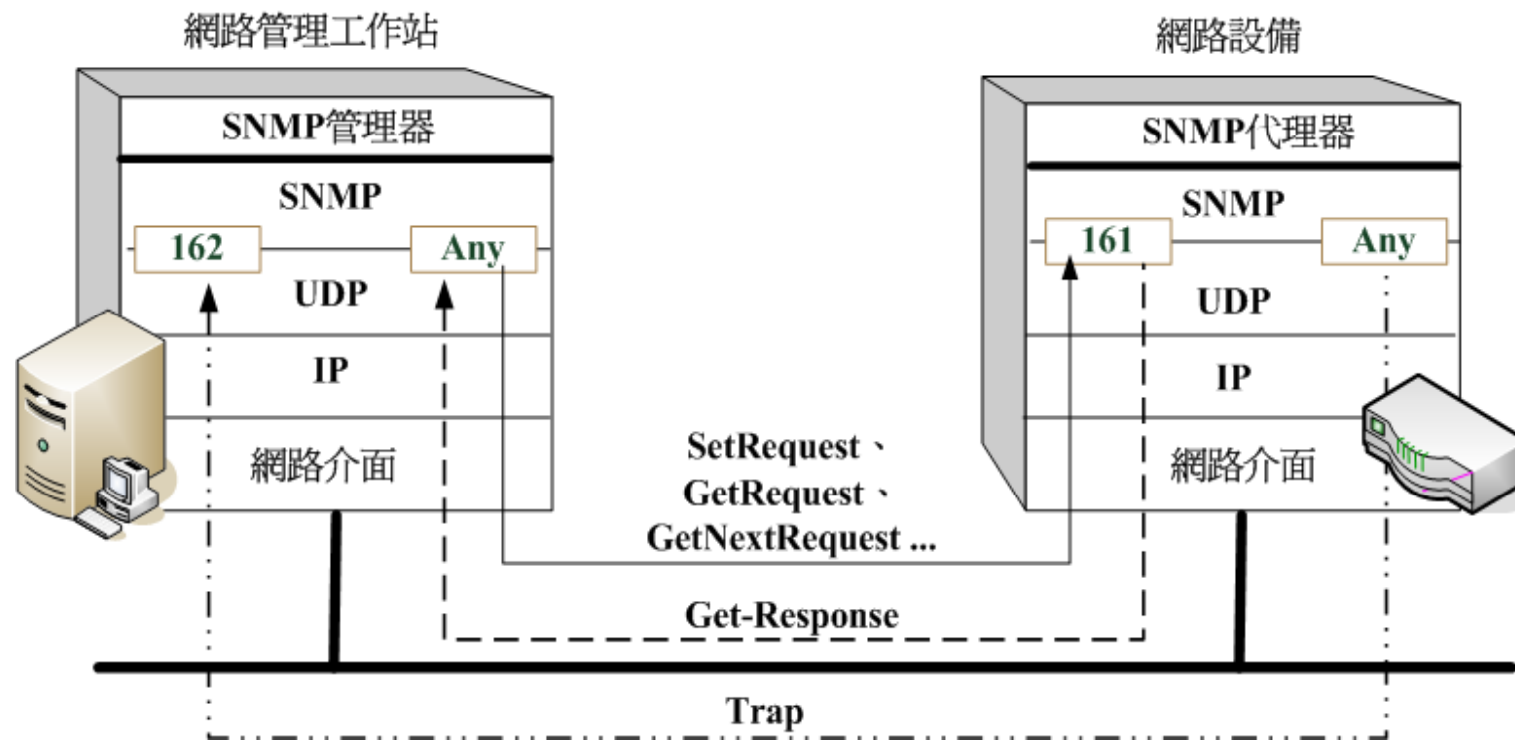 網路管理工作站
網路設備
SNMP管理器
SNMP代理器
SNMP
SNMP
162
Any
161
Any
UDP
UDP
IP
IP
網路介面
網路介面
SetRequest、
GetRequest、
GetNextRequest ...
Get-Response
Trap